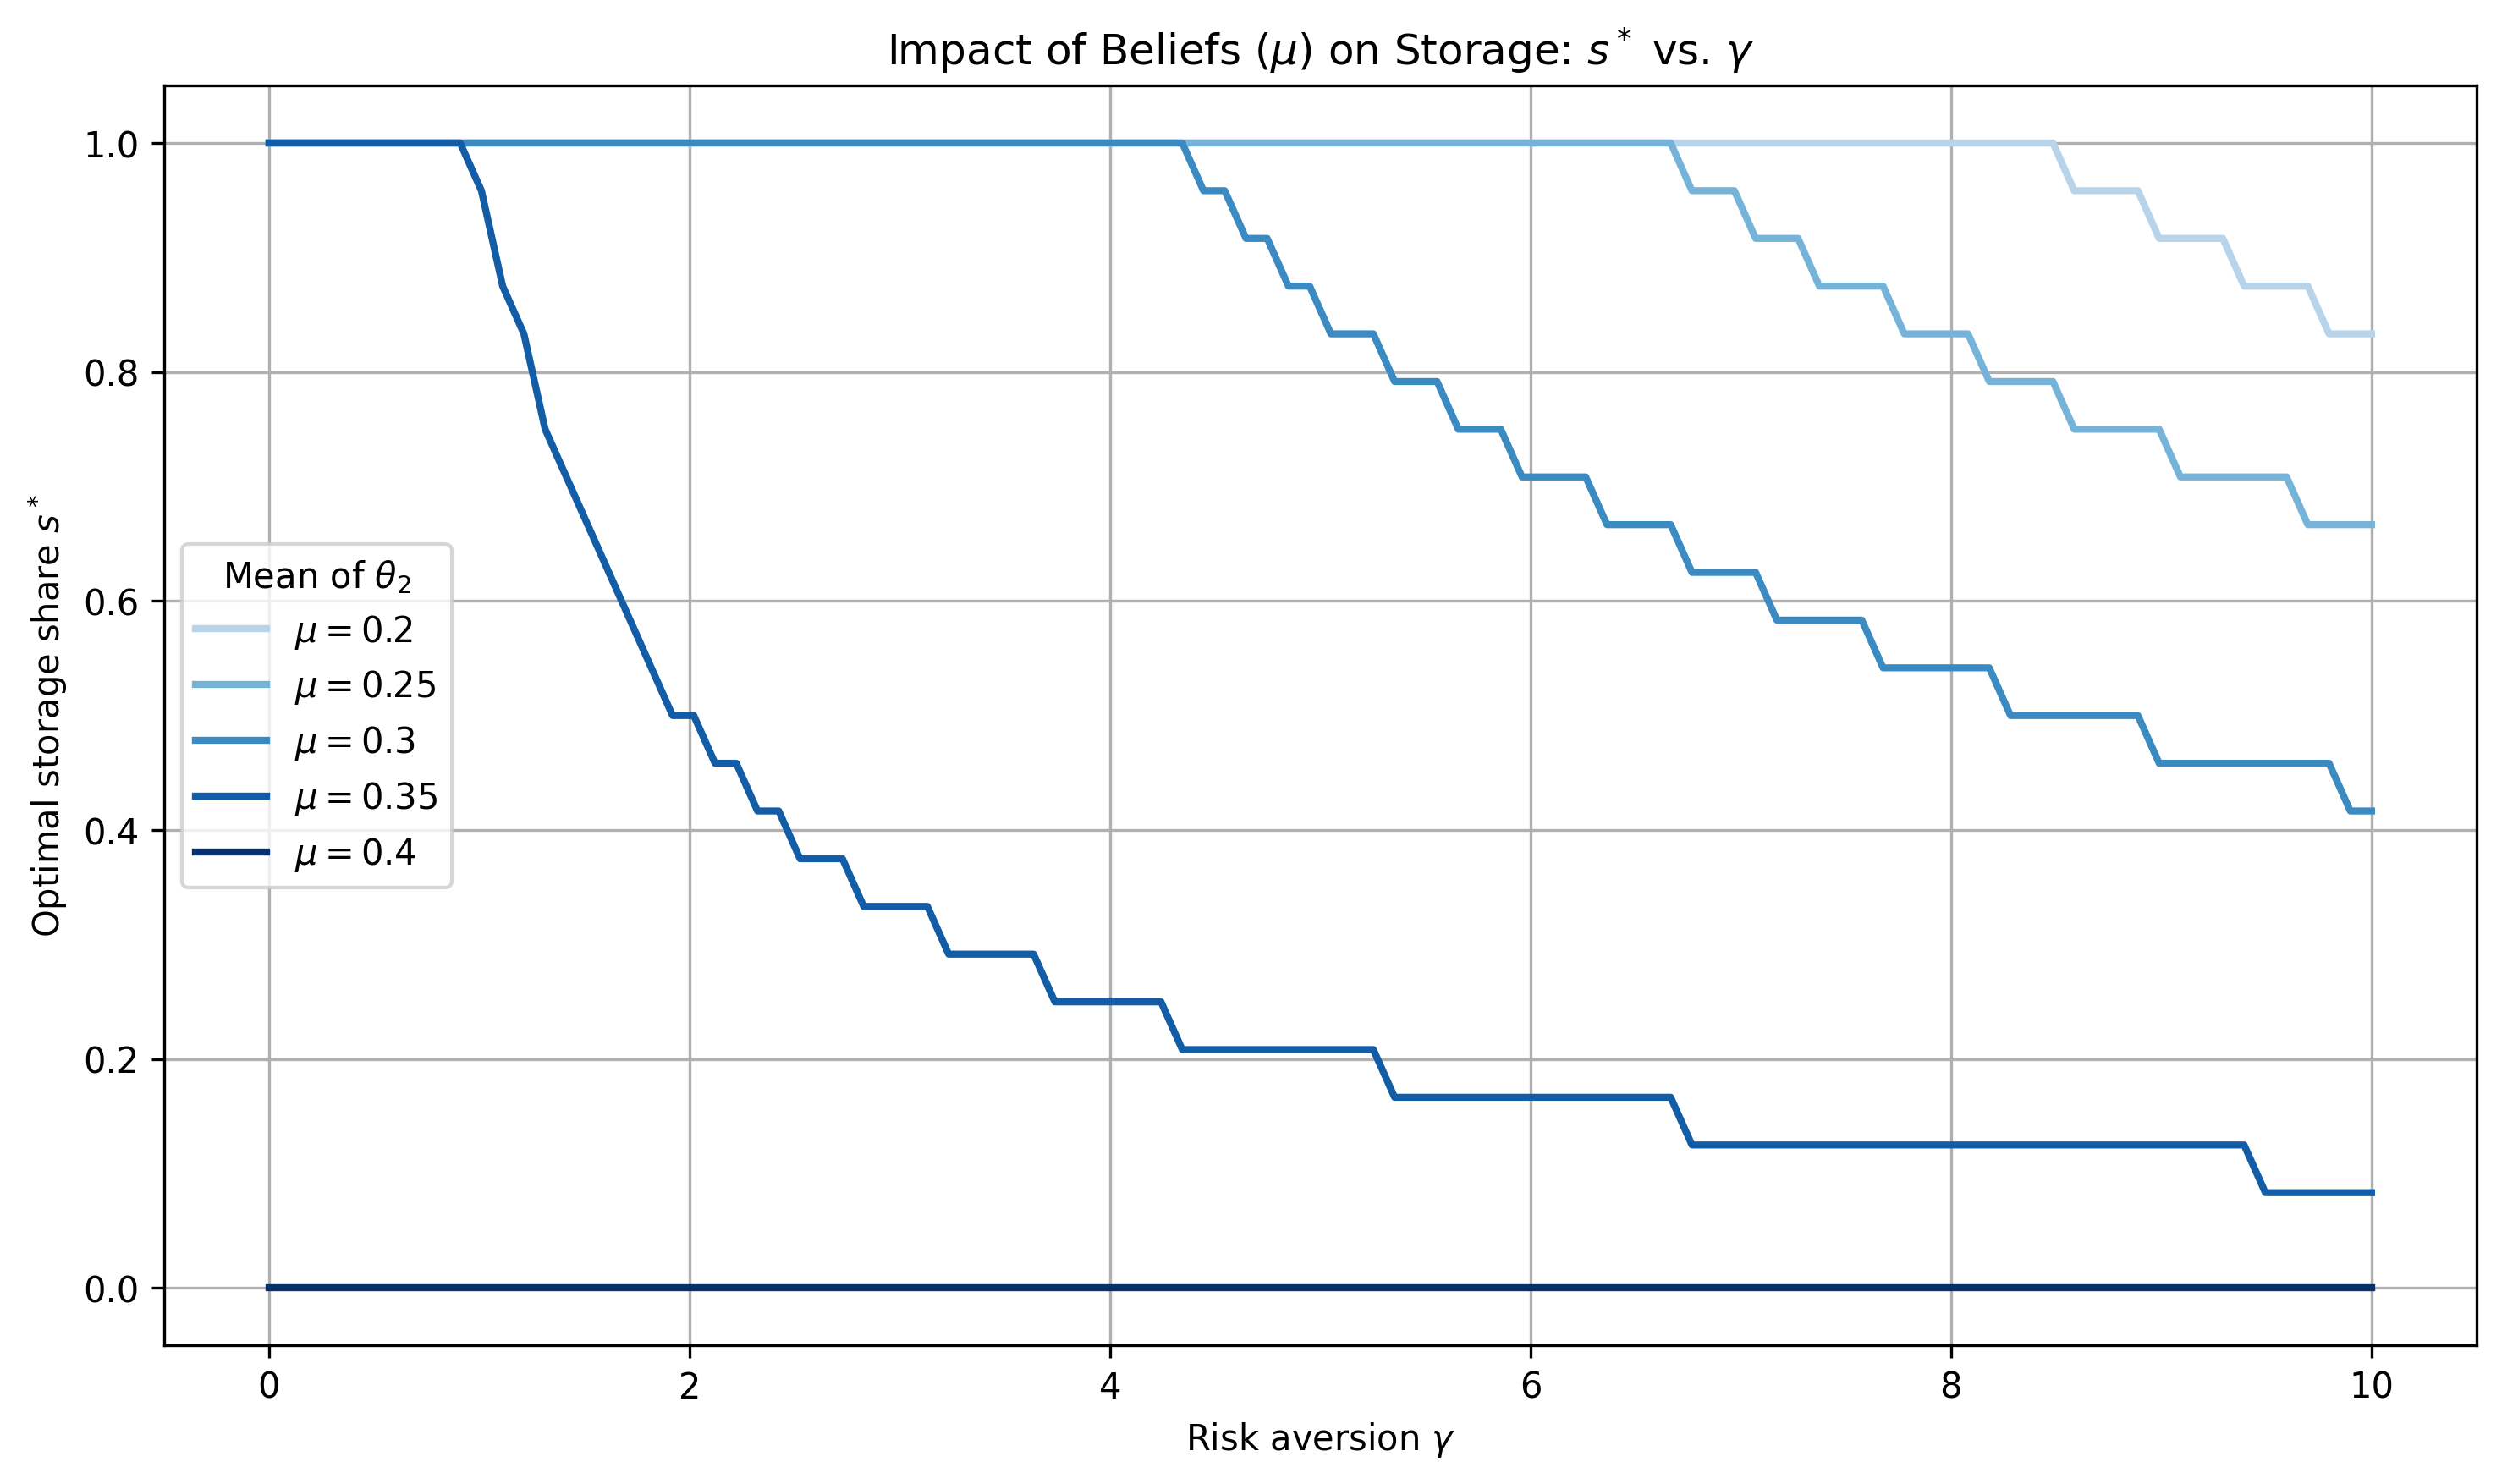 Impact of Beliefs (μ) on Storage: s* vs. γ
Optimal storage share s*
1.0
0.8
0.6
0.4
0.2
0.0
Mean of θ₂
μ = 0.2
μ = 0.25
μ = 0.3
μ = 0.35
μ = 0.4
0 2 4 6 8 10
Risk aversion γ